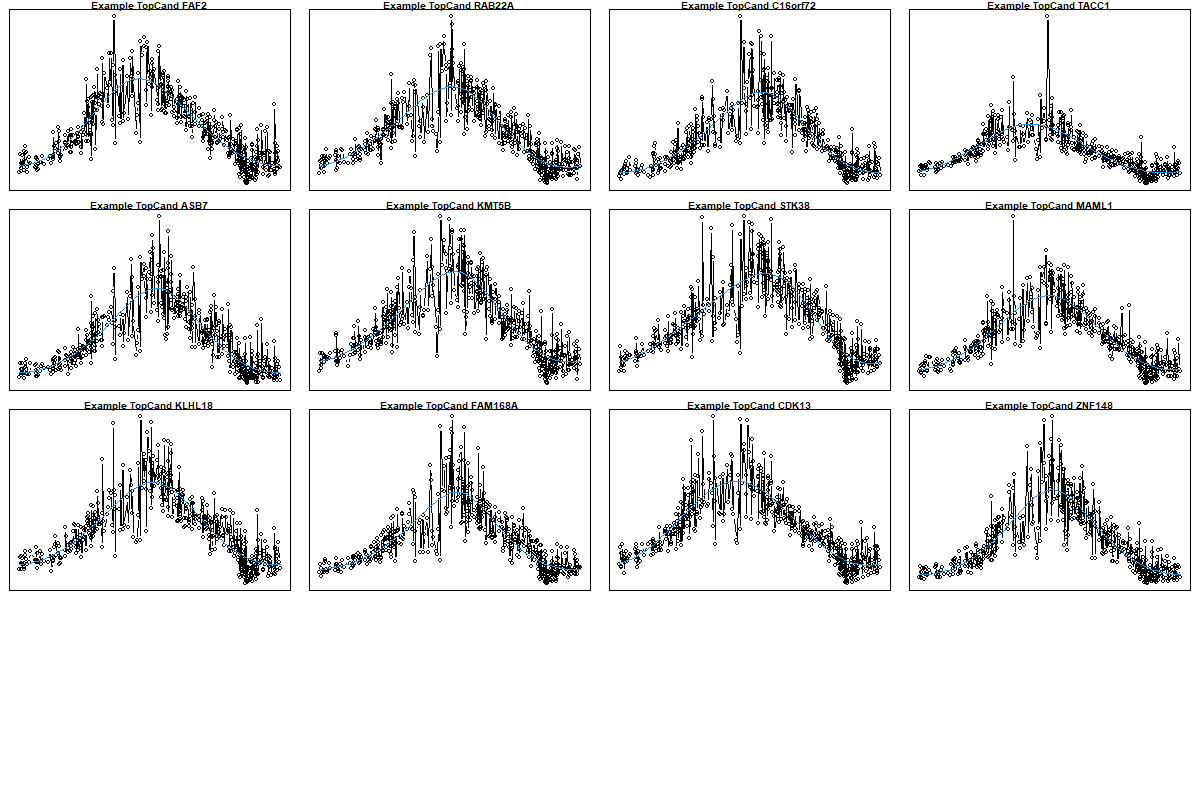 Example TopCand FAF2
Example TopCand RAB22A
Example TopCand C16orf72
Example TopCand TACC1
Example TopCand ASB7
Example TopCand KMT5B
Example TopCand STK38
Example TopCand MAML1
Example TopCand KLHL18
Example TopCand FAM168A
Example TopCand CDK13
Example TopCand ZNF148